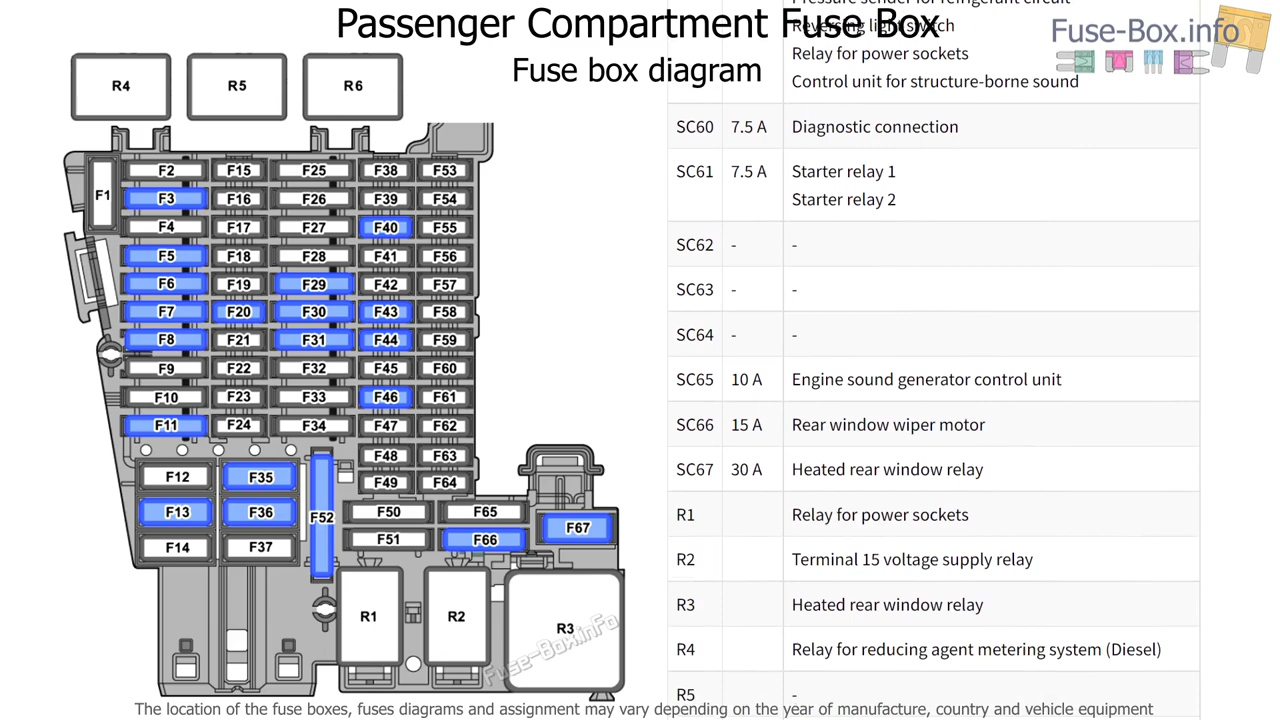 Passenger Compartment Fuse Box
Fuse box diagram
Fuse-Box.info
R4 R5 R6
F1
F2 F15 F25 F38 F53
F3 F16 F26 F39 F54
F4 F17 F27 F40 F55
F5 F18 F28 F41 F56
F6 F19 F29 F42 F57
F7 F20 F30 F43 F58
F8 F21 F31 F44 F59
F9 F22 F32 F45 F60
F10 F23 F33 F46 F61
F11 F24 F34 F47 F62
F48 F63
F12 F35 F49 F64
F13 F36 F52 F50 F65
F14 F37 F51 F66 F67
R1 R2 R3
Fuse-Box.info
Pressure sender for refrigerant circuit
Reversing light switch
Relay for power sockets
Control unit for structure-borne sound
SC60 7.5 A Diagnostic connection
SC61 7.5 A Starter relay 1
Starter relay 2
SC62 - -
SC63 - -
SC64 - -
SC65 10 A Engine sound generator control unit
SC66 15 A Rear window wiper motor
SC67 30 A Heated rear window relay
R1 Relay for power sockets
R2 Terminal 15 voltage supply relay
R3 Heated rear window relay
R4 Relay for reducing agent metering system (Diesel)
R5 -
The location of the fuse boxes, fuses diagrams and assignment may vary depending on the year of manufacture, country and vehicle equipment